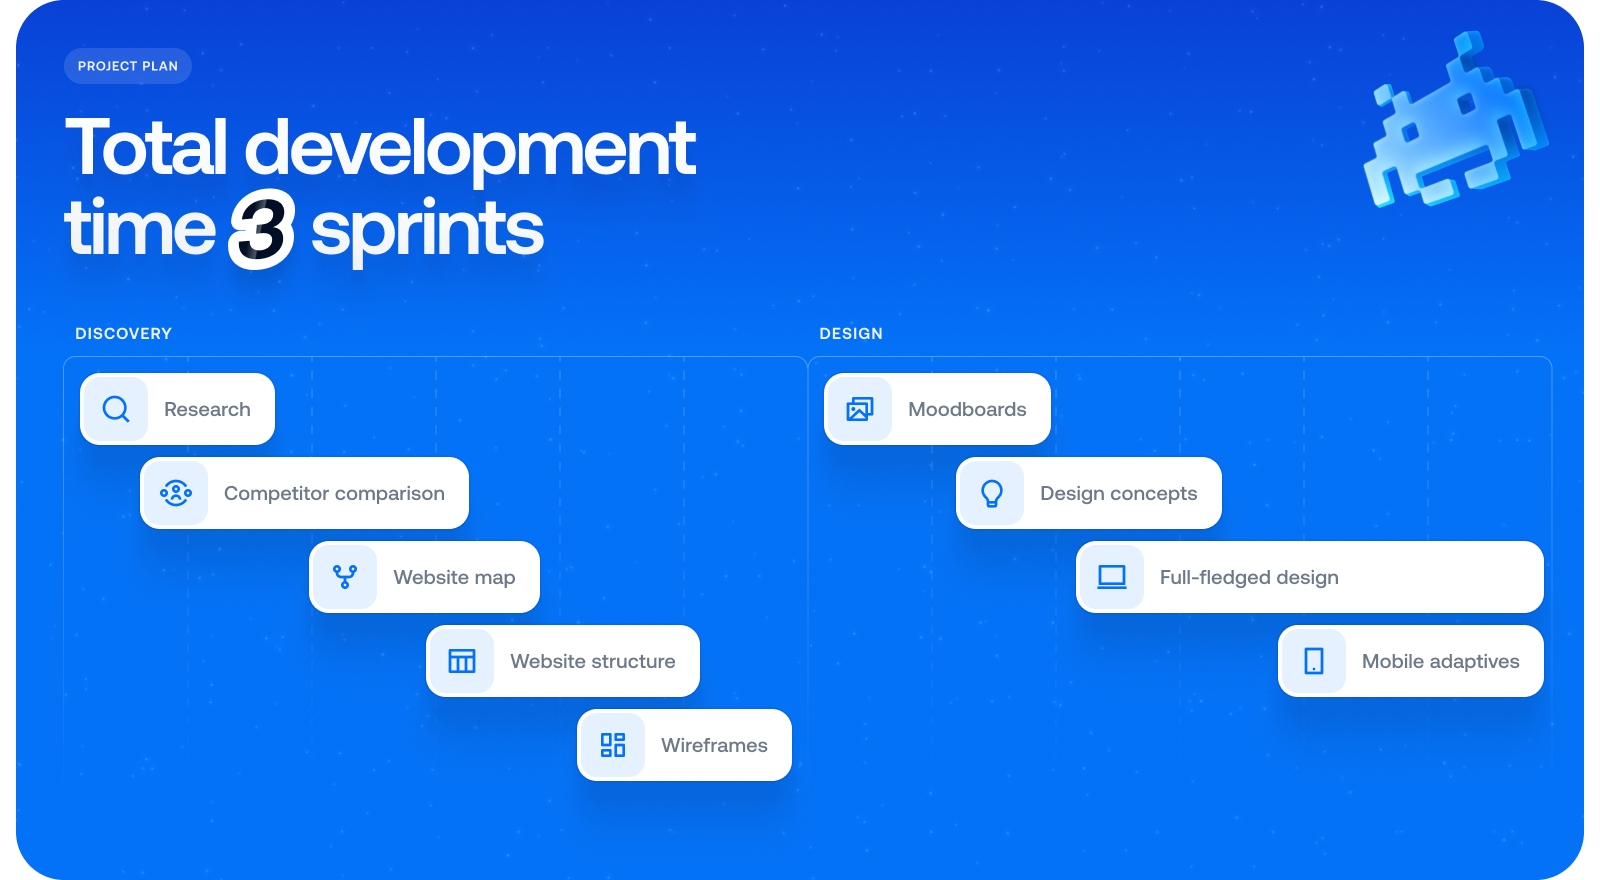 PROJECT PLAN
Total development
time 3 sprints
DISCOVERY
Research
Competitor comparison
Website map
Website structure
Wireframes
DESIGN
Moodboards
Design concepts
Full-fledged design
Mobile adaptives